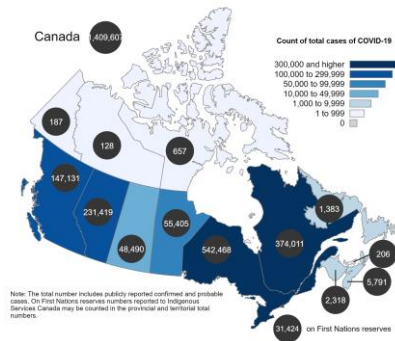 Canada
1,409,607
Count of total cases of COVID-19
300,000 and higher
100,000 to 299,999
50,000 to 99,999
10,000 to 49,999
1,000 to 9,999
1 to 999
0
187
128
657
147,131
231,419
48,490
55,405
542,468
374,011
1,383
206
5,791
2,318
Note: The total number includes publicly reported confirmed and probable
cases. On First Nations reserves numbers reported to Indigenous
Services Canada may be counted in the provincial and territorial total
numbers.
31,424 on First Nations reserves